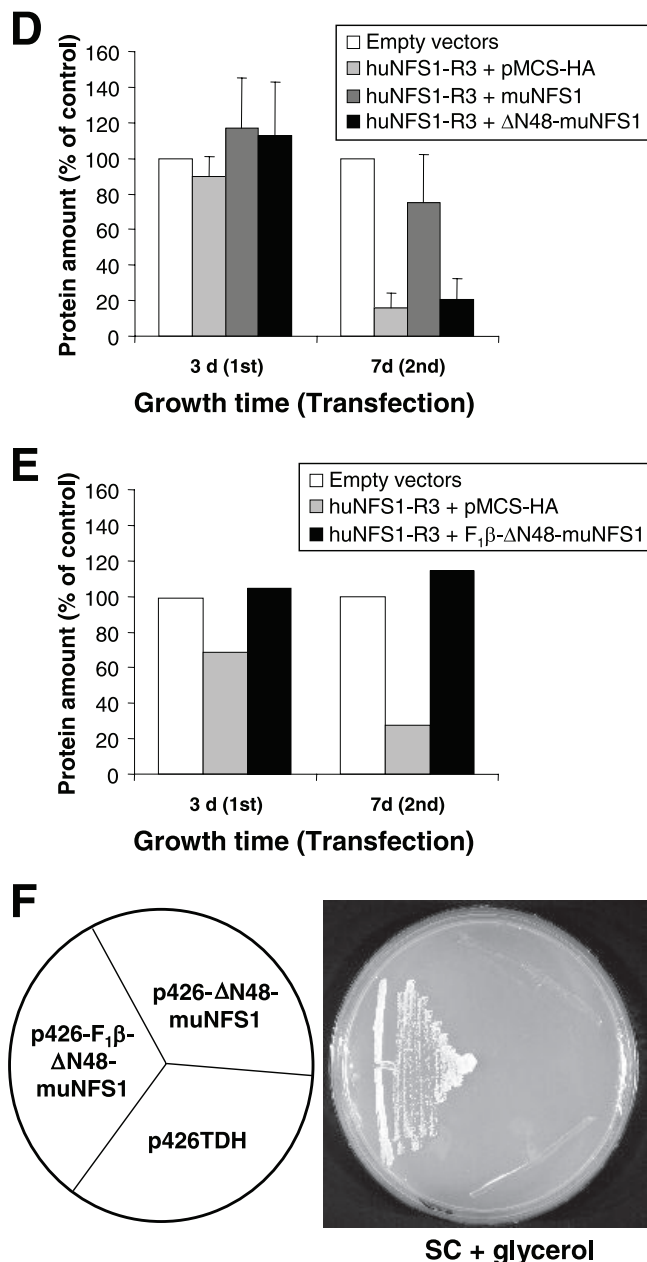 D
Protein amount (% of control)
160
140
120
100
80
60
40
20
0
Empty vectors
huNFS1-R3 + pMCS-HA
huNFS1-R3 + muNFS1
huNFS1-R3 + ΔN48-muNFS1
3 d (1st)
7d (2nd)
Growth time (Transfection)
E
Protein amount (% of control)
160
140
120
100
80
60
40
20
0
Empty vectors
huNFS1-R3 + pMCS-HA
huNFS1-R3 + F₁β-ΔN48-muNFS1
3 d (1st)
7d (2nd)
Growth time (Transfection)
F
p426-ΔN48-
muNFS1
p426-F₁β-
ΔN48-
muNFS1
p426TDH
SC + glycerol